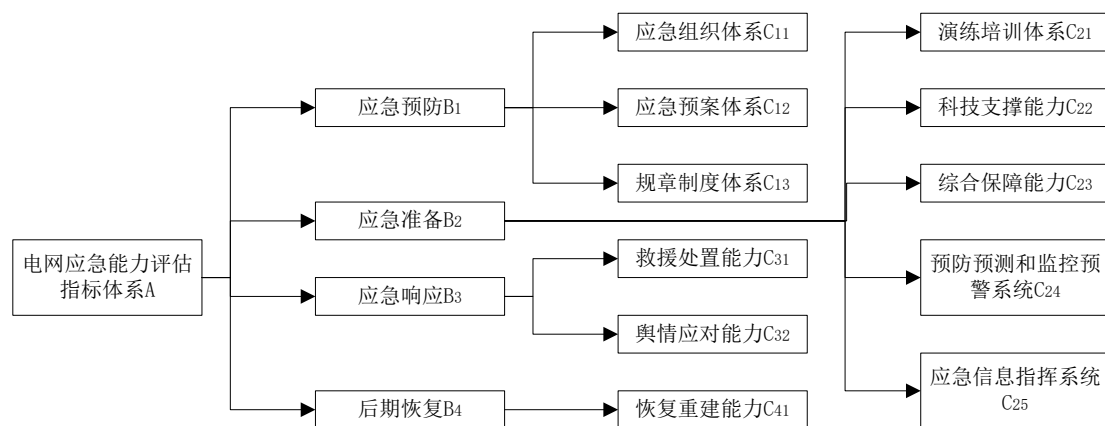 电网应急能力评估
指标体系A
应急预防B1
应急准备B2
应急响应B3
后期恢复B4
应急组织体系C11
应急预案体系C12
规章制度体系C13
救援处置能力C31
舆情应对能力C32
恢复重建能力C41
演练培训体系C21
科技支撑能力C22
综合保障能力C23
预防预测和监控预
警系统C24
应急信息指挥系统
C25